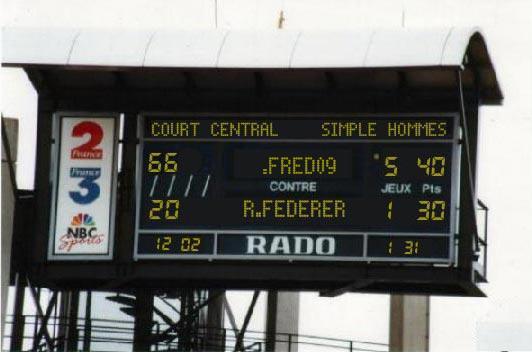 COURT CENTRAL SIMPLE HOMMES
66 .FRED09 5 40
//// CONTRE JEUX Pts
20 R.FEDERER 1 30
12 02 RADO 1 31
2
France
France
3
NBC
Sports